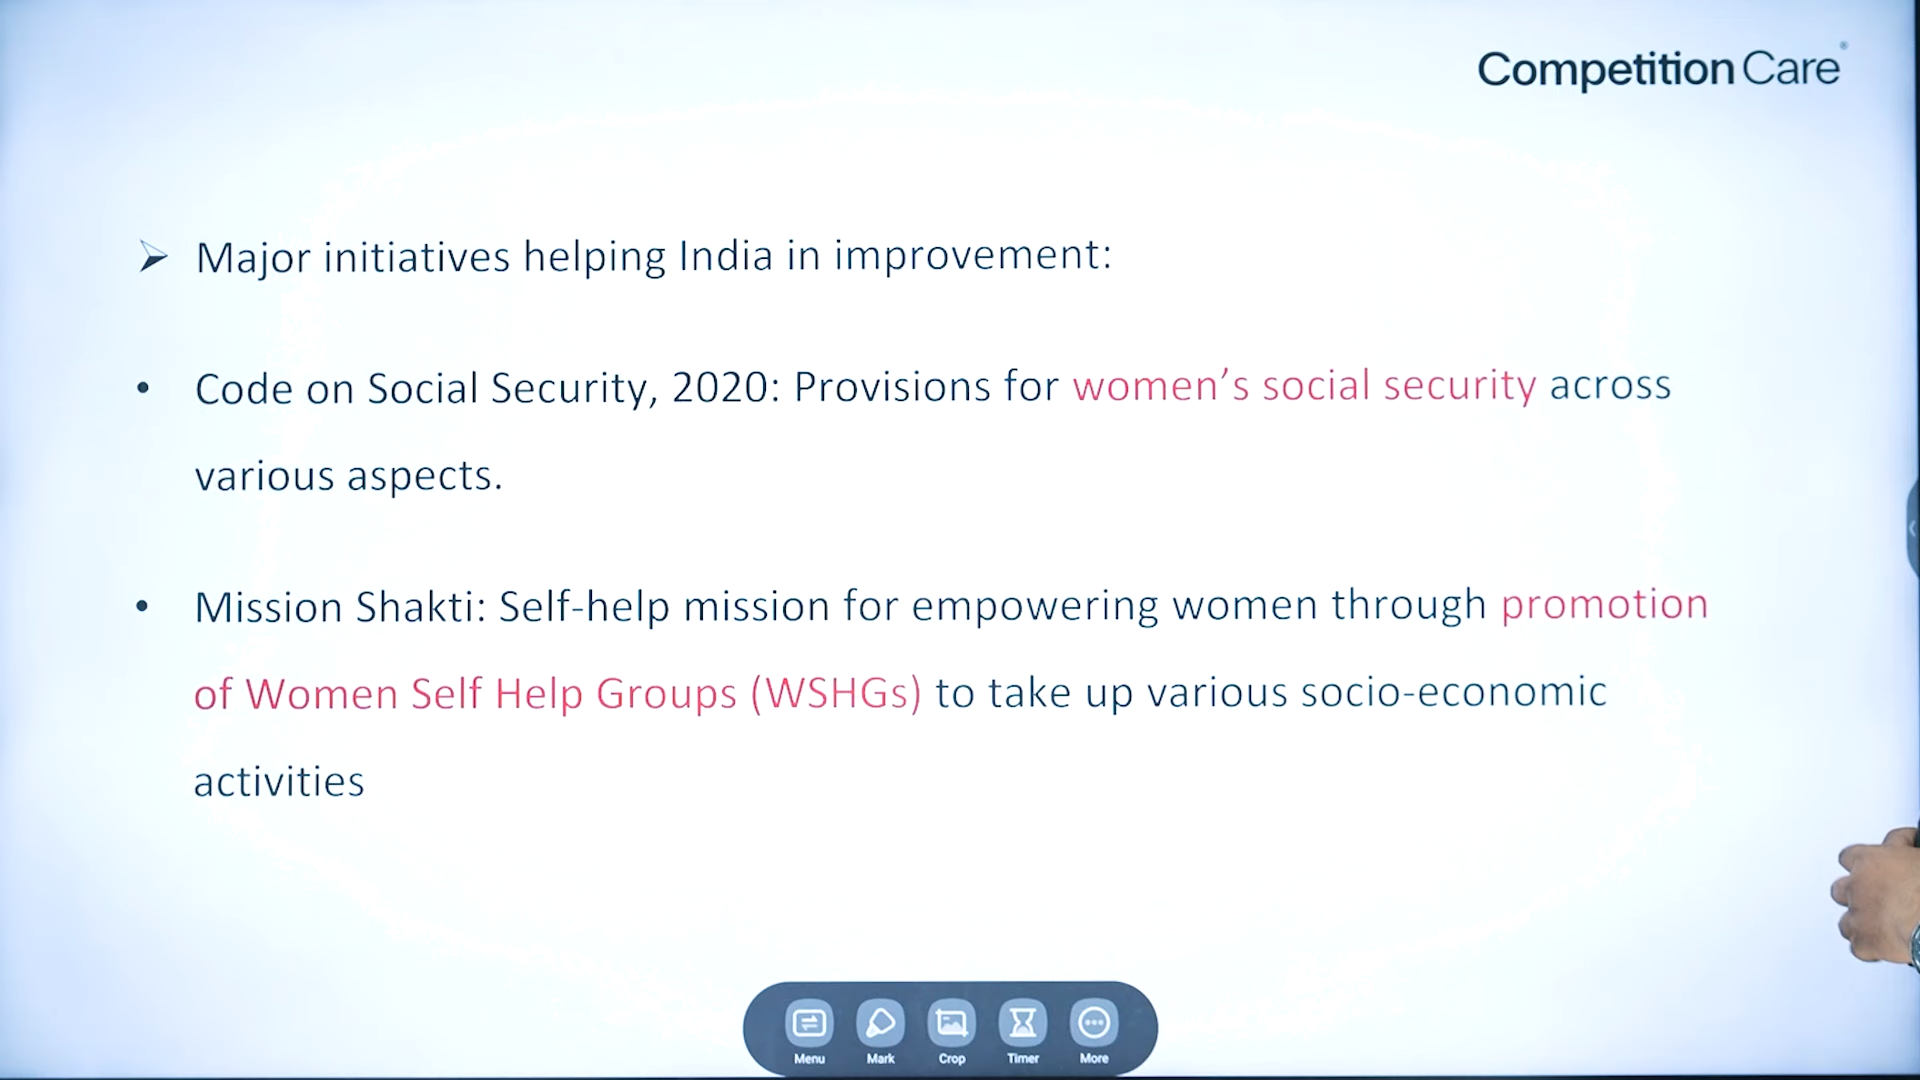 Competition Care
Major initiatives helping India in improvement:
Code on Social Security, 2020: Provisions for women’s social security across
various aspects.
Mission Shakti: Self-help mission for empowering women through promotion
of Women Self Help Groups (WSHGs) to take up various socio-economic
activities
Menu Mark Crop Timer More